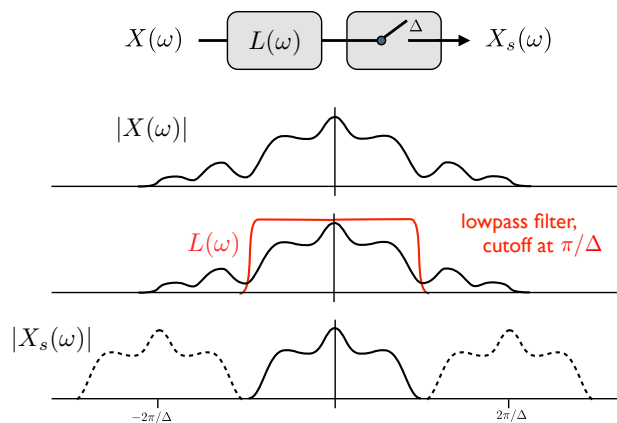 X(ω) L(ω) Δ X_s(ω)
|X(ω)|
L(ω) lowpass filter,
cutoff at π/Δ
|X_s(ω)|
−2π/Δ 2π/Δ